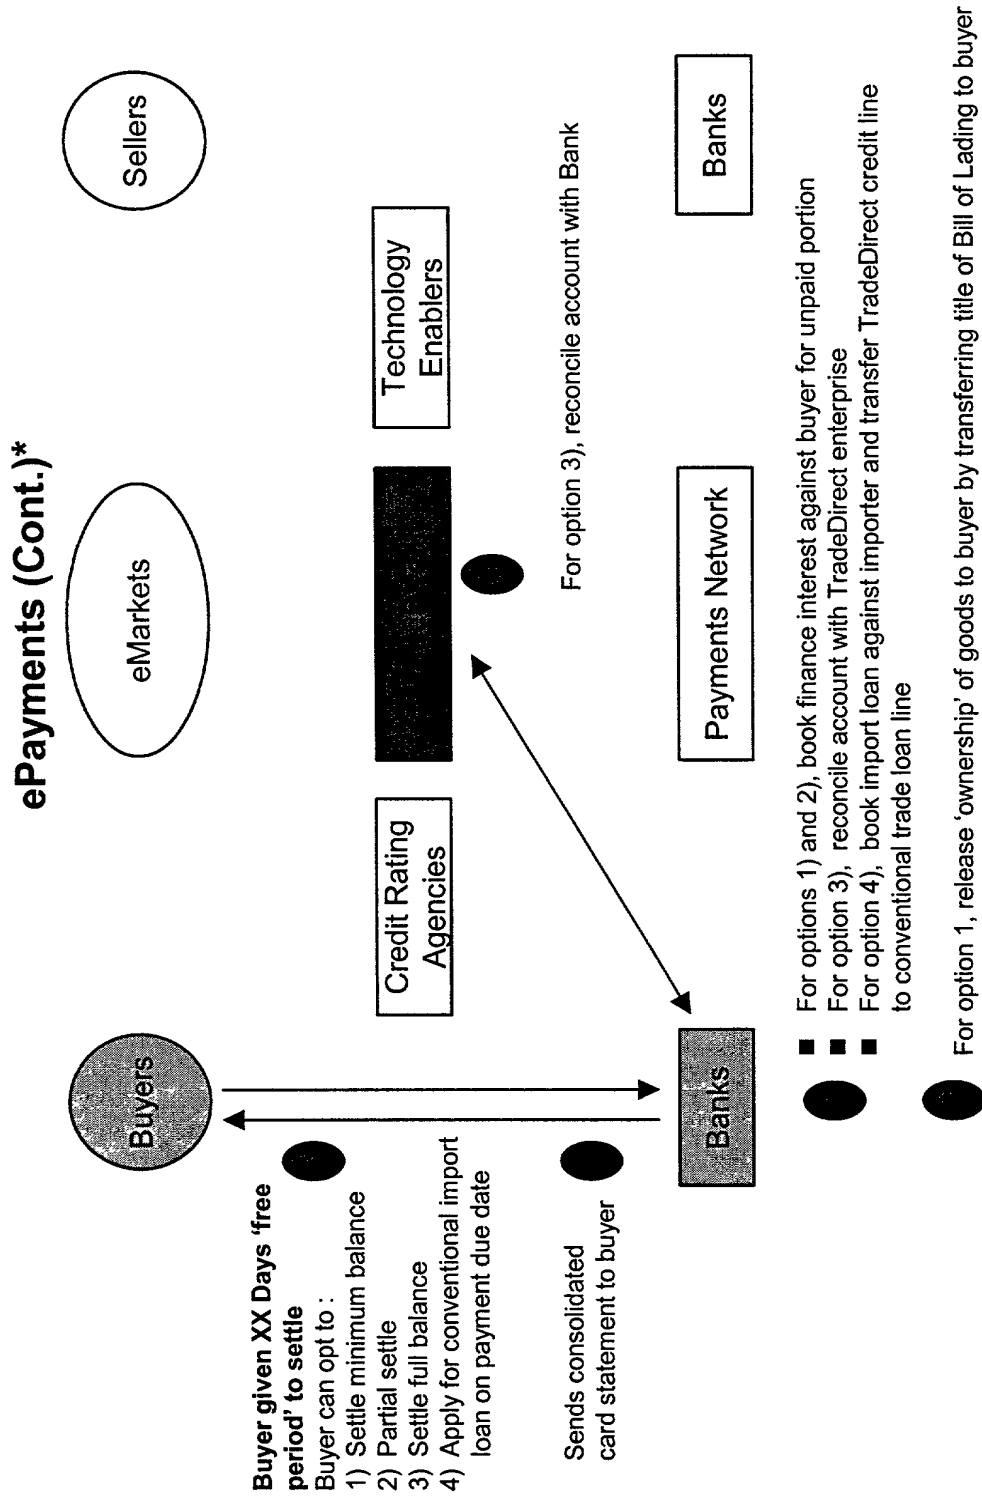 ePayments (Cont.)*
Buyers
eMarkets
Sellers
Buyer given XX Days ‘free
period’ to settle
Buyer can opt to :
1) Settle minimum balance
2) Partial settle
3) Settle full balance
4) Apply for conventional import
loan on payment due date
Credit Rating
Agencies
Technology
Enablers
For option 3), reconcile account with Bank
Sends consolidated
card statement to buyer
Banks
Payments Network
Banks
■ For options 1) and 2), book finance interest against buyer for unpaid portion
■ For option 3), reconcile account with TradeDirect enterprise
■ For option 4), book import loan against importer and transfer TradeDirect credit line
to conventional trade loan line
For option 1, release ‘ownership’ of goods to buyer by transferring title of Bill of Lading to buyer